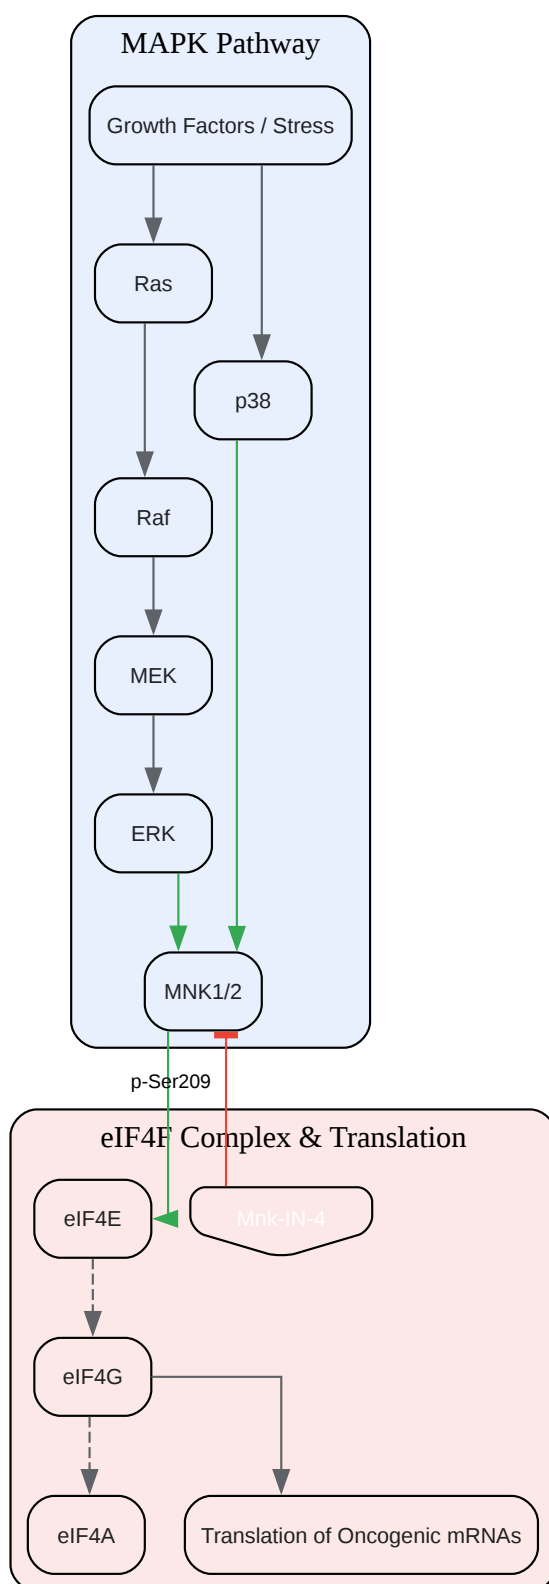 MAPK Pathway
Growth Factors / Stress
Ras
p38
Raf
MEK
ERK
MNK1/2
p-Ser209
eIF4F Complex & Translation
eIF4E
Mnk-IN-4
eIF4G
eIF4A
Translation of Oncogenic mRNAs